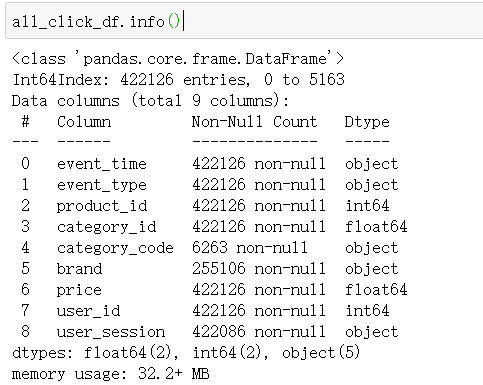 all_click_df.info()
<class 'pandas.core.frame.DataFrame'>
Int64Index: 422126 entries, 0 to 5163
Data columns (total 9 columns):
 #   Column         Non-Null Count   Dtype
---  ------         --------------   -----
 0   event_time     422126 non-null  object
 1   event_type     422126 non-null  object
 2   product_id     422126 non-null  int64
 3   category_id    422126 non-null  float64
 4   category_code  6263 non-null    object
 5   brand          255106 non-null  object
 6   price          422126 non-null  float64
 7   user_id        422126 non-null  int64
 8   user_session   422086 non-null  object
dtypes: float64(2), int64(2), object(5)
memory usage: 32.2+ MB